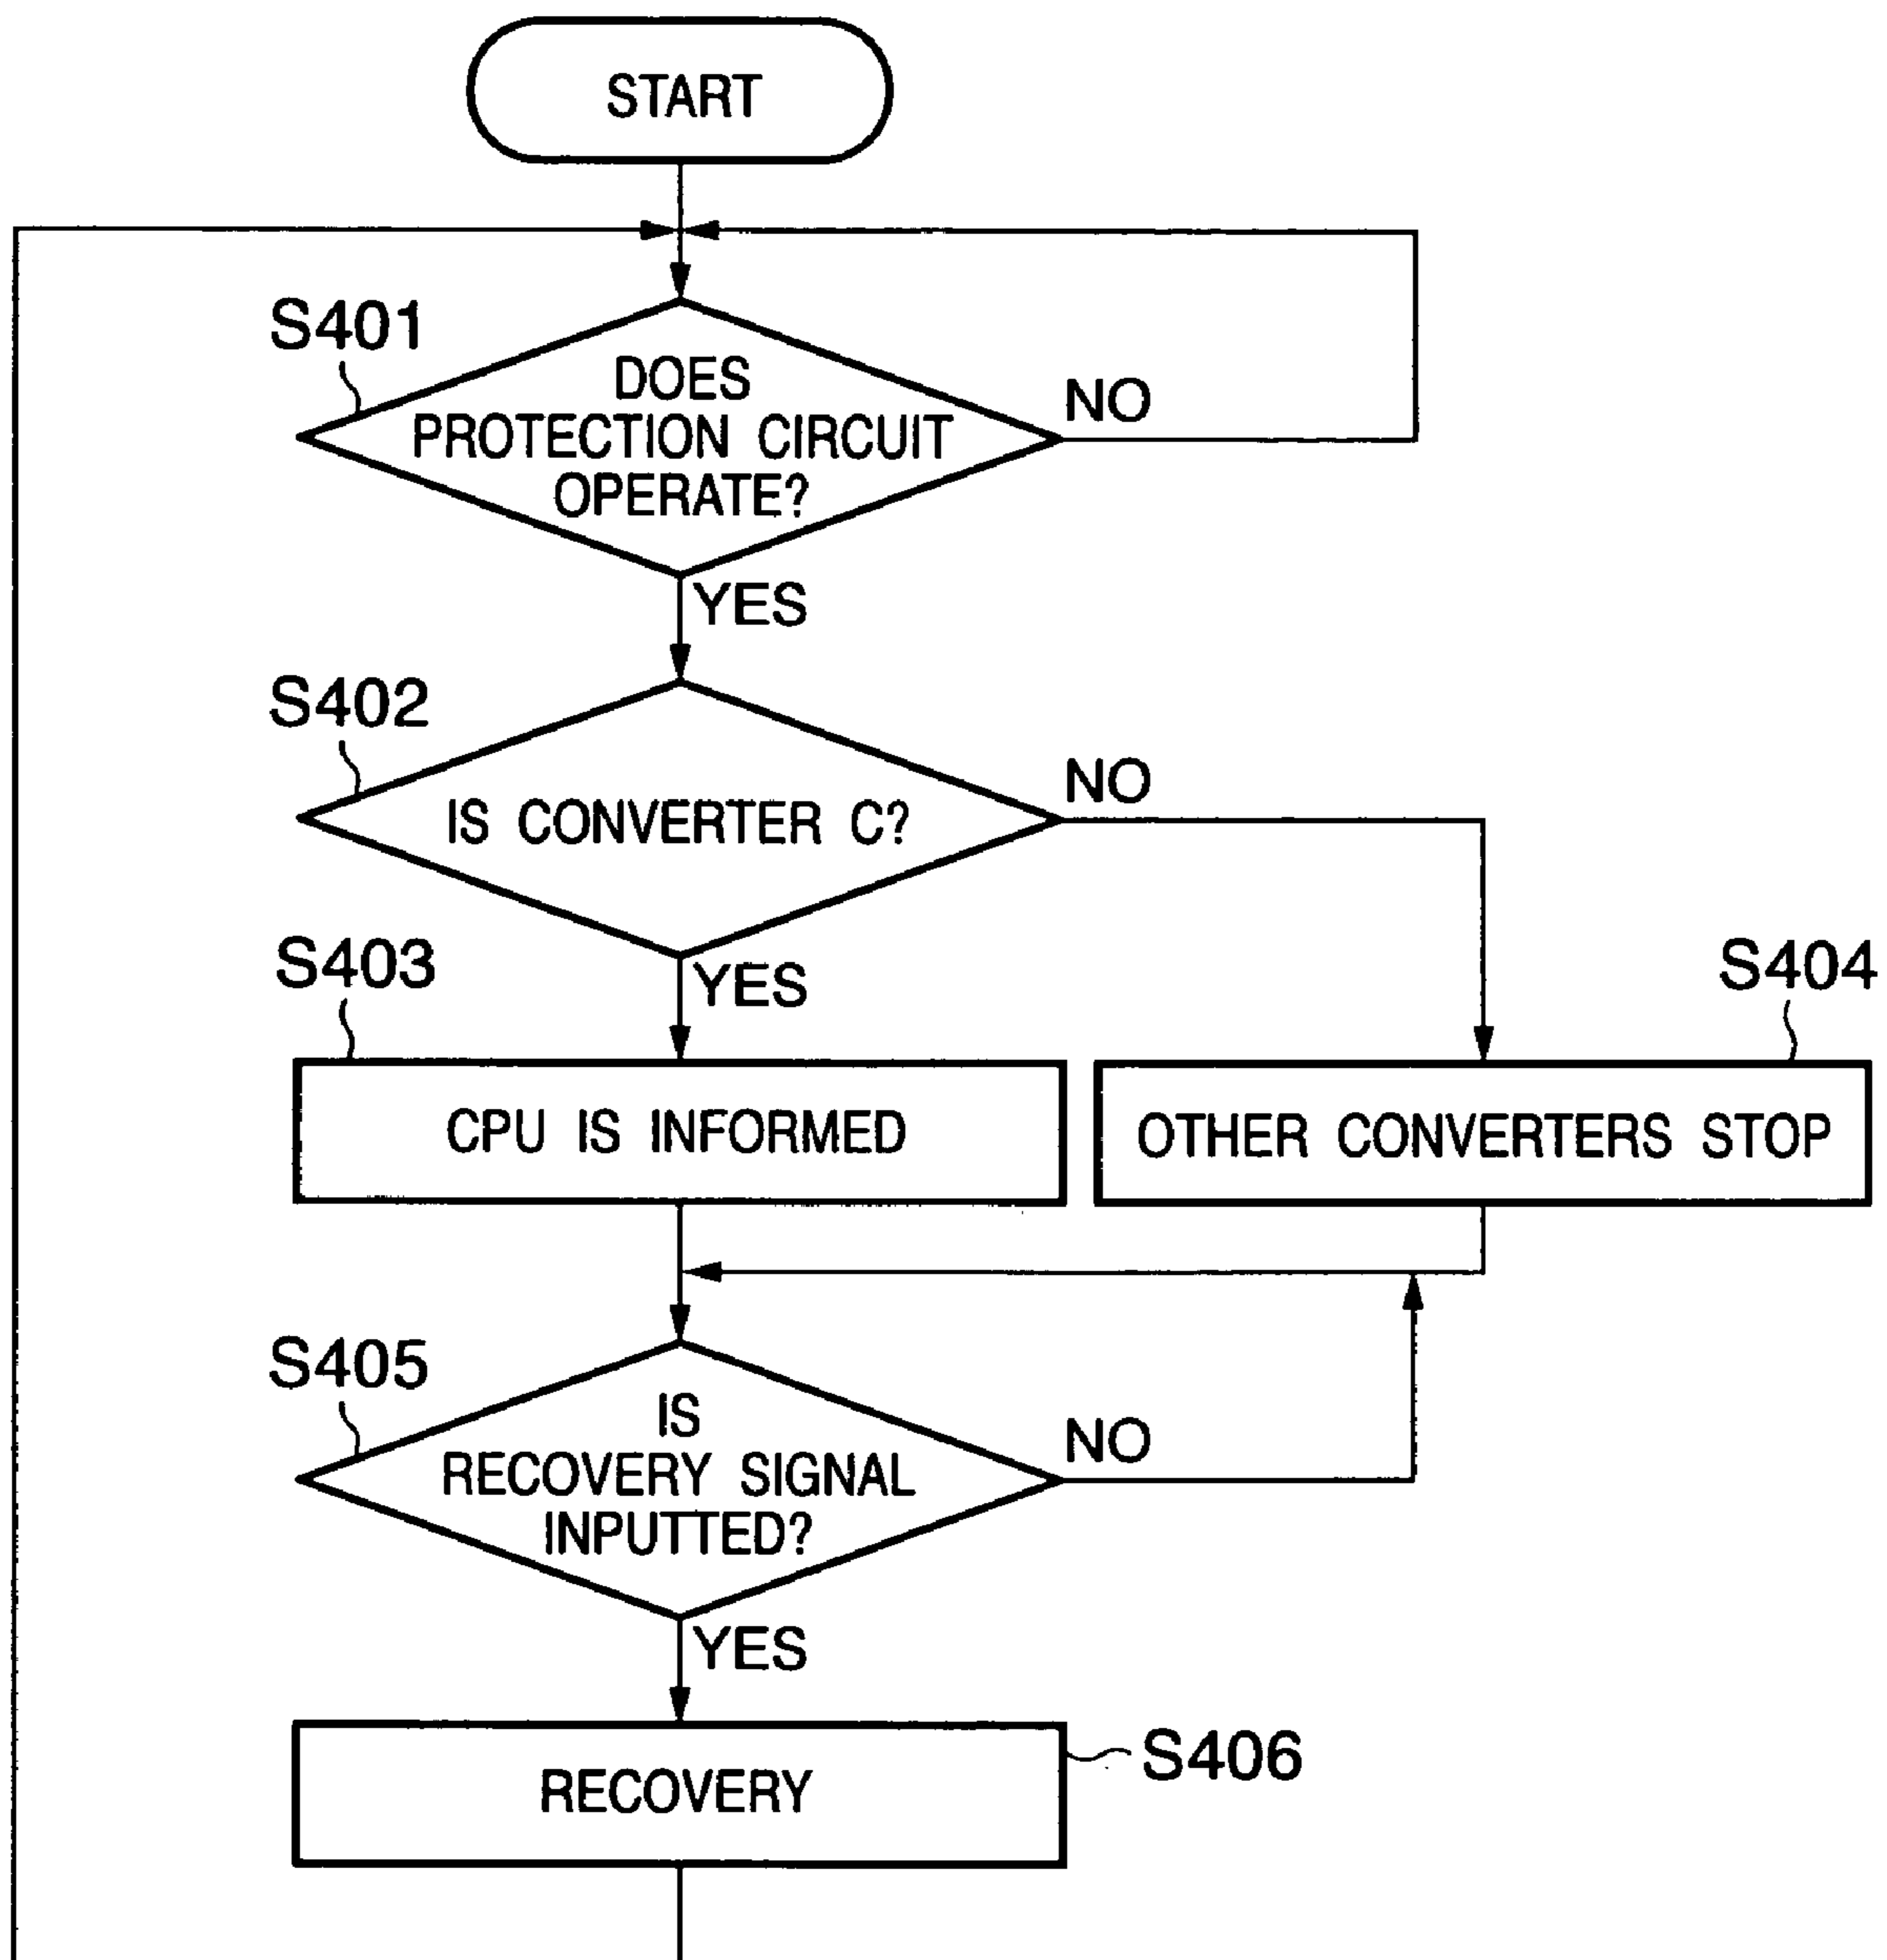 START
S401
DOES
PROTECTION CIRCUIT
OPERATE?
NO
YES
S402
IS CONVERTER C?
NO
YES
S403
S404
CPU IS INFORMED
OTHER CONVERTERS STOP
S405
IS
RECOVERY SIGNAL
INPUTTED?
NO
YES
RECOVERY
S406